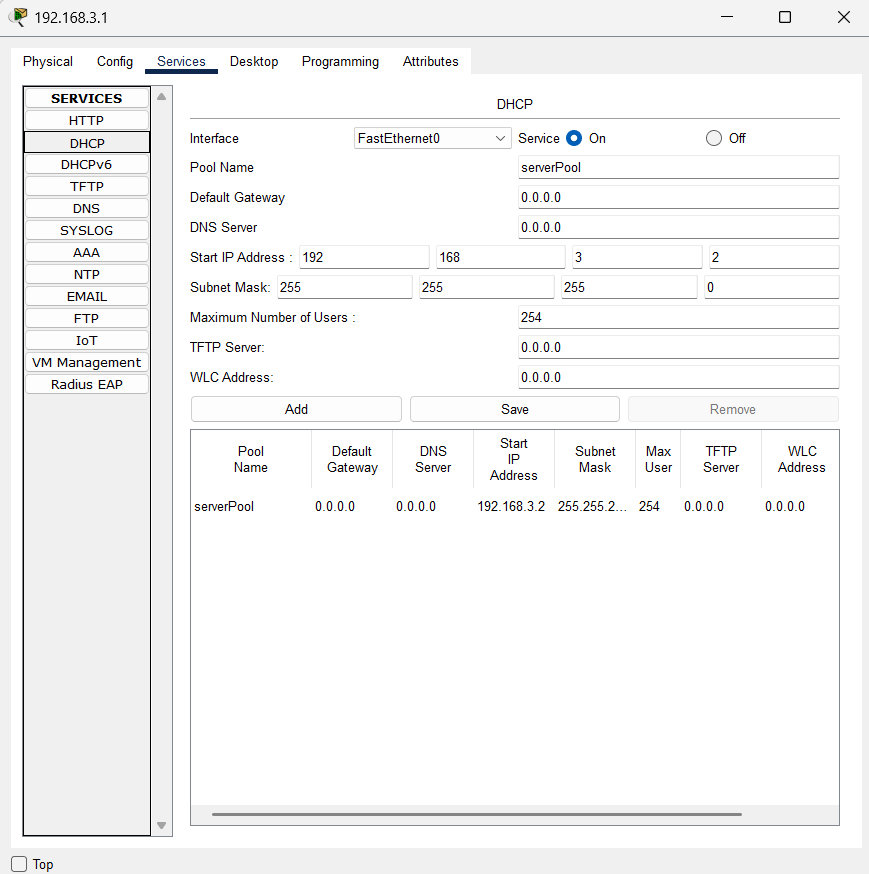 192.168.3.1
Physical Config Services Desktop Programming Attributes
SERVICES
HTTP
DHCP
DHCPv6
TFTP
DNS
SYSLOG
AAA
NTP
EMAIL
FTP
IoT
VM Management
Radius EAP
DHCP
Interface FastEthernet0 Service On Off
Pool Name serverPool
Default Gateway 0.0.0.0
DNS Server 0.0.0.0
Start IP Address : 192 168 3 2
Subnet Mask: 255 255 255 0
Maximum Number of Users : 254
TFTP Server: 0.0.0.0
WLC Address: 0.0.0.0
Add Save Remove
Pool Name Default Gateway DNS Server Start IP Address Subnet Mask Max User TFTP Server WLC Address
serverPool 0.0.0.0 0.0.0.0 192.168.3.2 255.255.2... 254 0.0.0.0 0.0.0.0
Top